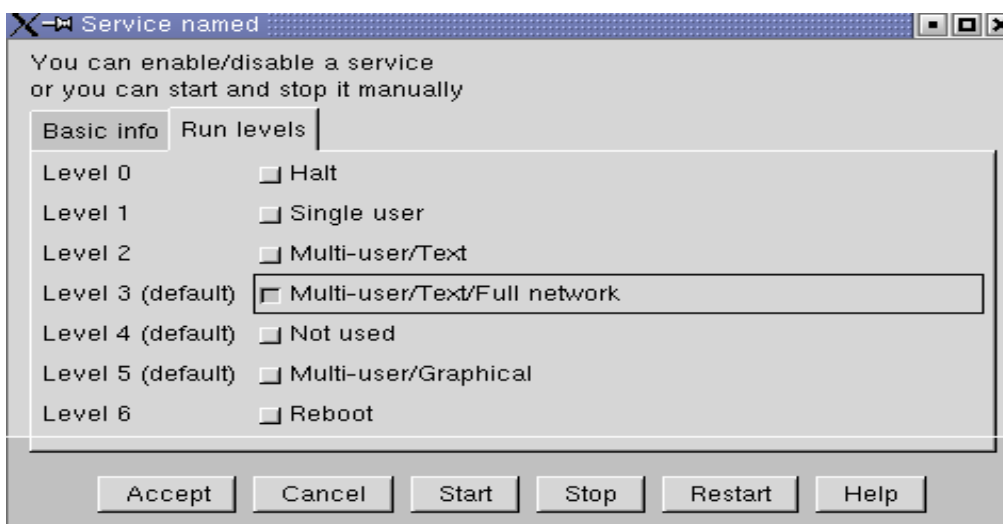 Service named
You can enable/disable a service
or you can start and stop it manually
Basic info Run levels
Level 0 Halt
Level 1 Single user
Level 2 Multi-user/Text
Level 3 (default) Multi-user/Text/Full network
Level 4 (default) Not used
Level 5 (default) Multi-user/Graphical
Level 6 Reboot
Accept Cancel Start Stop Restart Help